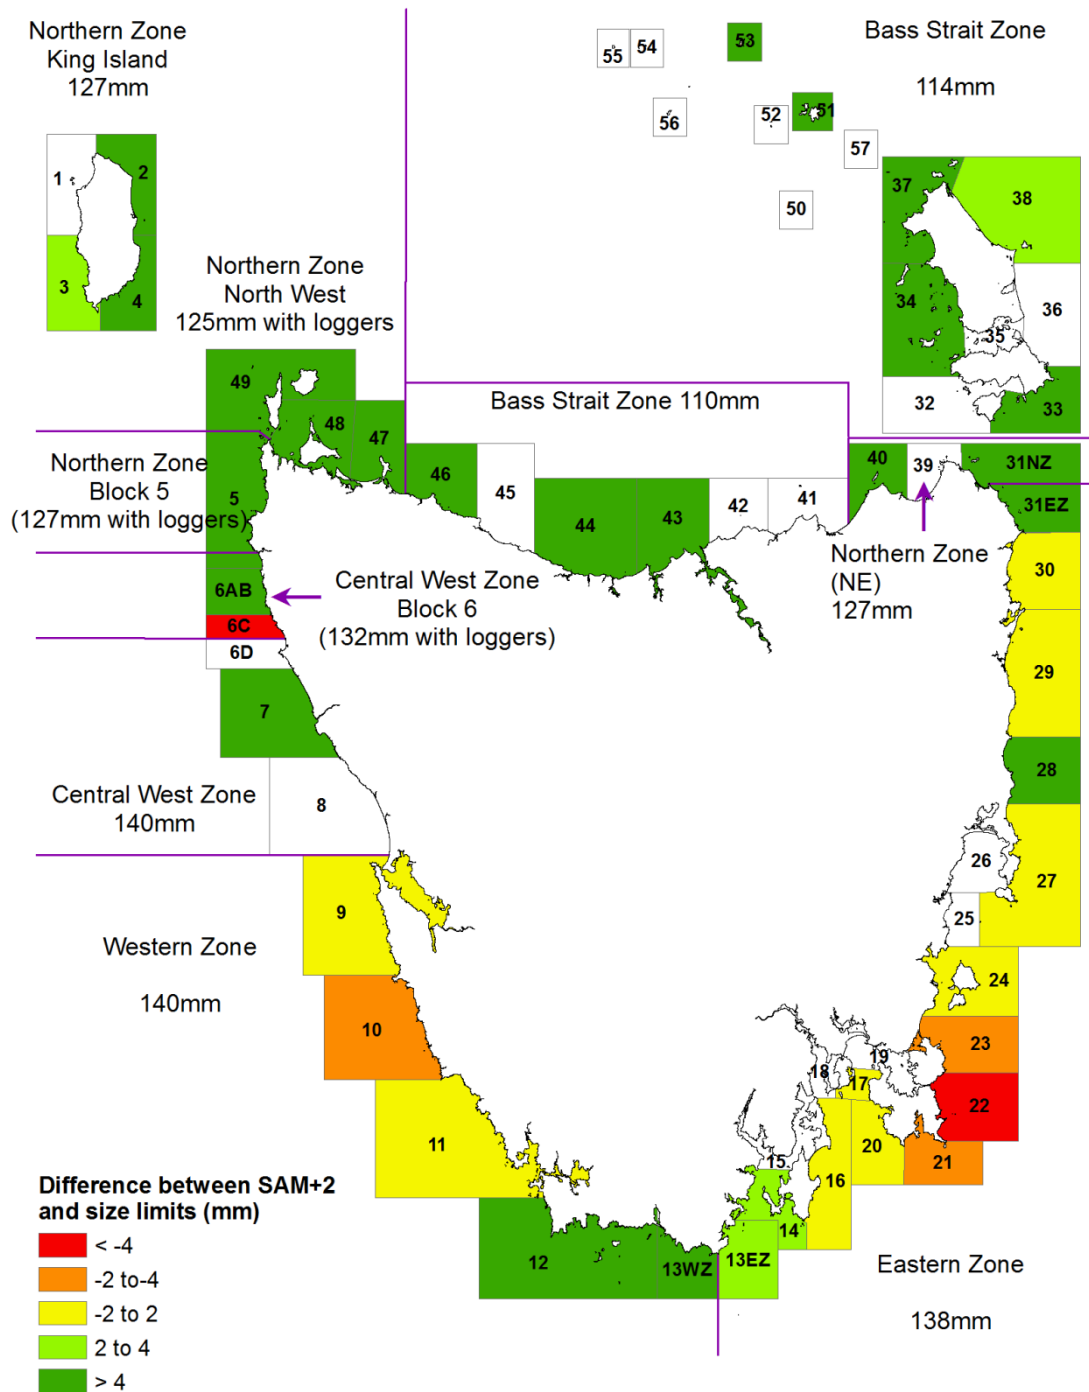 Northern Zone
King Island
127mm
Bass Strait Zone
114mm
55
54
53
56
52
51
57
50
1
2
3
4
37
38
34
36
35
32
33
Northern Zone
North West
125mm with loggers
49
48
47
Bass Strait Zone 110mm
46
45
44
43
42
41
40
39
31NZ
31EZ
Northern Zone
Block 5
(127mm with loggers)
5
Northern Zone
(NE)
127mm
Central West Zone
Block 6
(132mm with loggers)
6AB
6C
6D
7
30
29
28
Central West Zone
140mm
8
26
27
25
9
Western Zone
140mm
24
10
23
19
18
17
22
11
20
21
16
15
14
12
13WZ
13EZ
Eastern Zone
138mm
Difference between SAM+2
and size limits (mm)
< -4
-2 to-4
-2 to 2
2 to 4
> 4